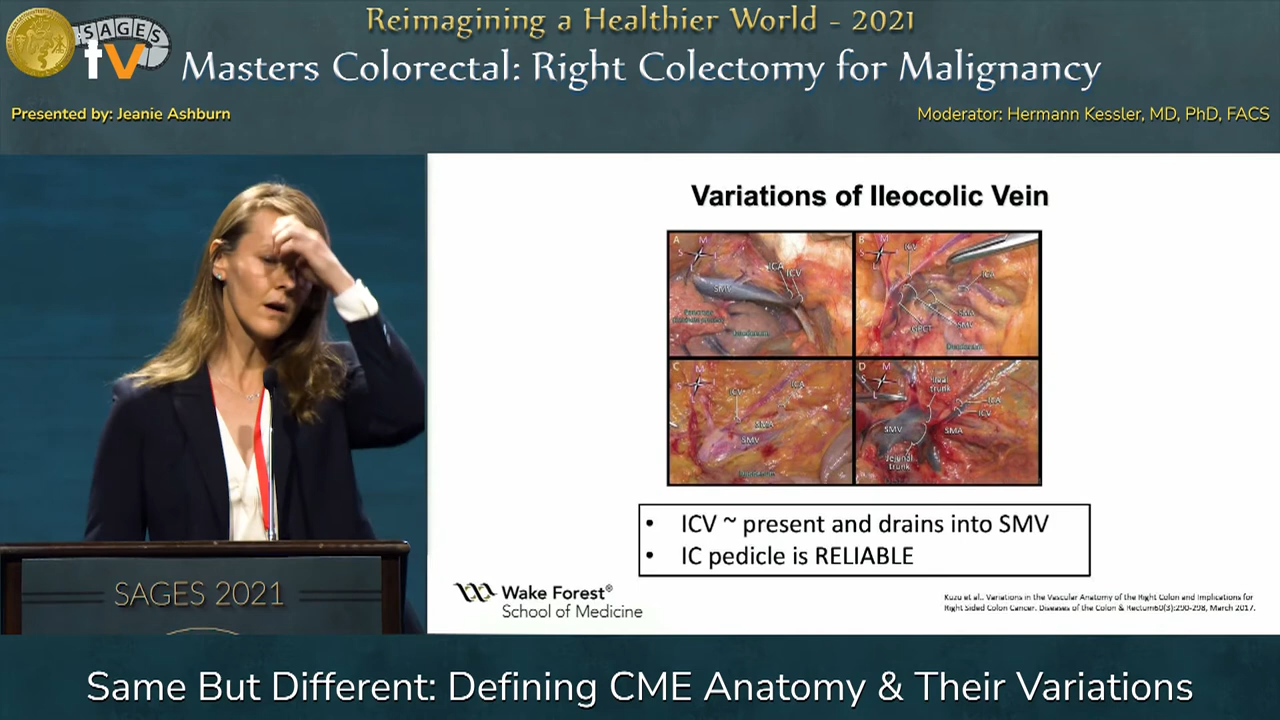 Reimagining a Healthier World - 2021
SAGES
tv
Masters Colorectal: Right Colectomy for Malignancy
Presented by: Jeanie Ashburn
Moderator: Hermann Kessler, MD, PhD, FACS
Variations of Ileocolic Vein
A
M
S
L
ICA
ICV
SMV
Pancreas
Duodenum
B
M
S
L
ICV
ICA
SMA
SMV
GPCT
Duodenum
C
M
S
L
ICV
ICA
SMA
SMV
Duodenum
D
M
S
L
Ileal
trunk
ICA
ICV
SMV
SMA
Jejunal
trunk
• ICV ~ present and drains into SMV
• IC pedicle is RELIABLE
Wake Forest®
School of Medicine
Kuzu et al.. Variations in the Vascular Anatomy of the Right Colon and Implications for
Right Sided Colon Cancer. Diseases of the Colon & Rectum60(3):290-298, March 2017.
SAGES 2021
Same But Different: Defining CME Anatomy & Their Variations